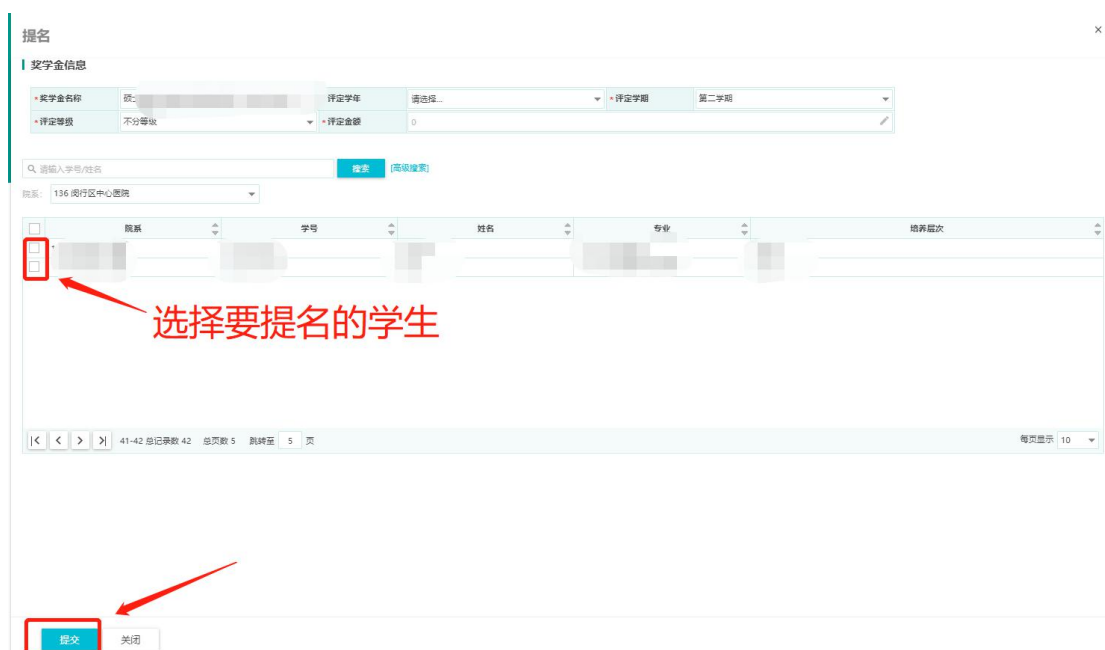 提名 ×
奖学金信息
*奖学金名称 硕 评定学年 请选择... *评定学期 第二学期
*评定等级 不分等级 *评定金额 0
请输入学号/姓名 搜索 [高级搜索]
院系: 136 闵行区中心医院
院系 学号 姓名 专业 培养层次
选择要提名的学生
41-42 总记录数 42 总页数 5 跳转至 5 页 每页显示 10
提交 关闭